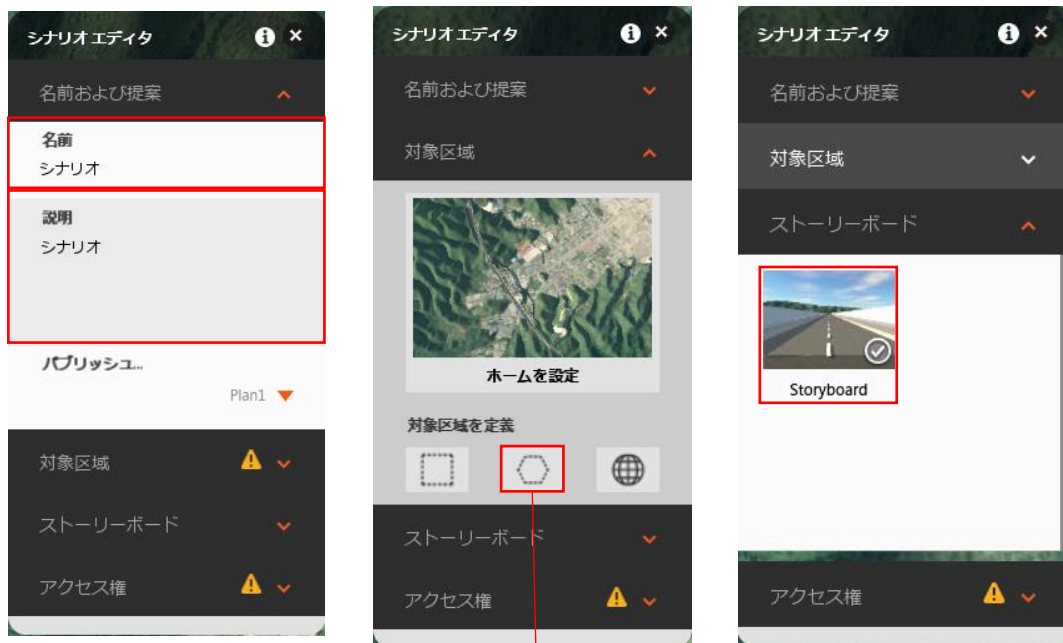 シナリオエディタ
名前および提案
名前
シナリオ
説明
シナリオ
パブリッシュ...
Plan1
対象区域
ストーリーボード
アクセス権
シナリオエディタ
名前および提案
対象区域
ホームを設定
対象区域を定義
ストーリーボード
アクセス権
シナリオエディタ
名前および提案
対象区域
ストーリーボード
Storyboard
アクセス権